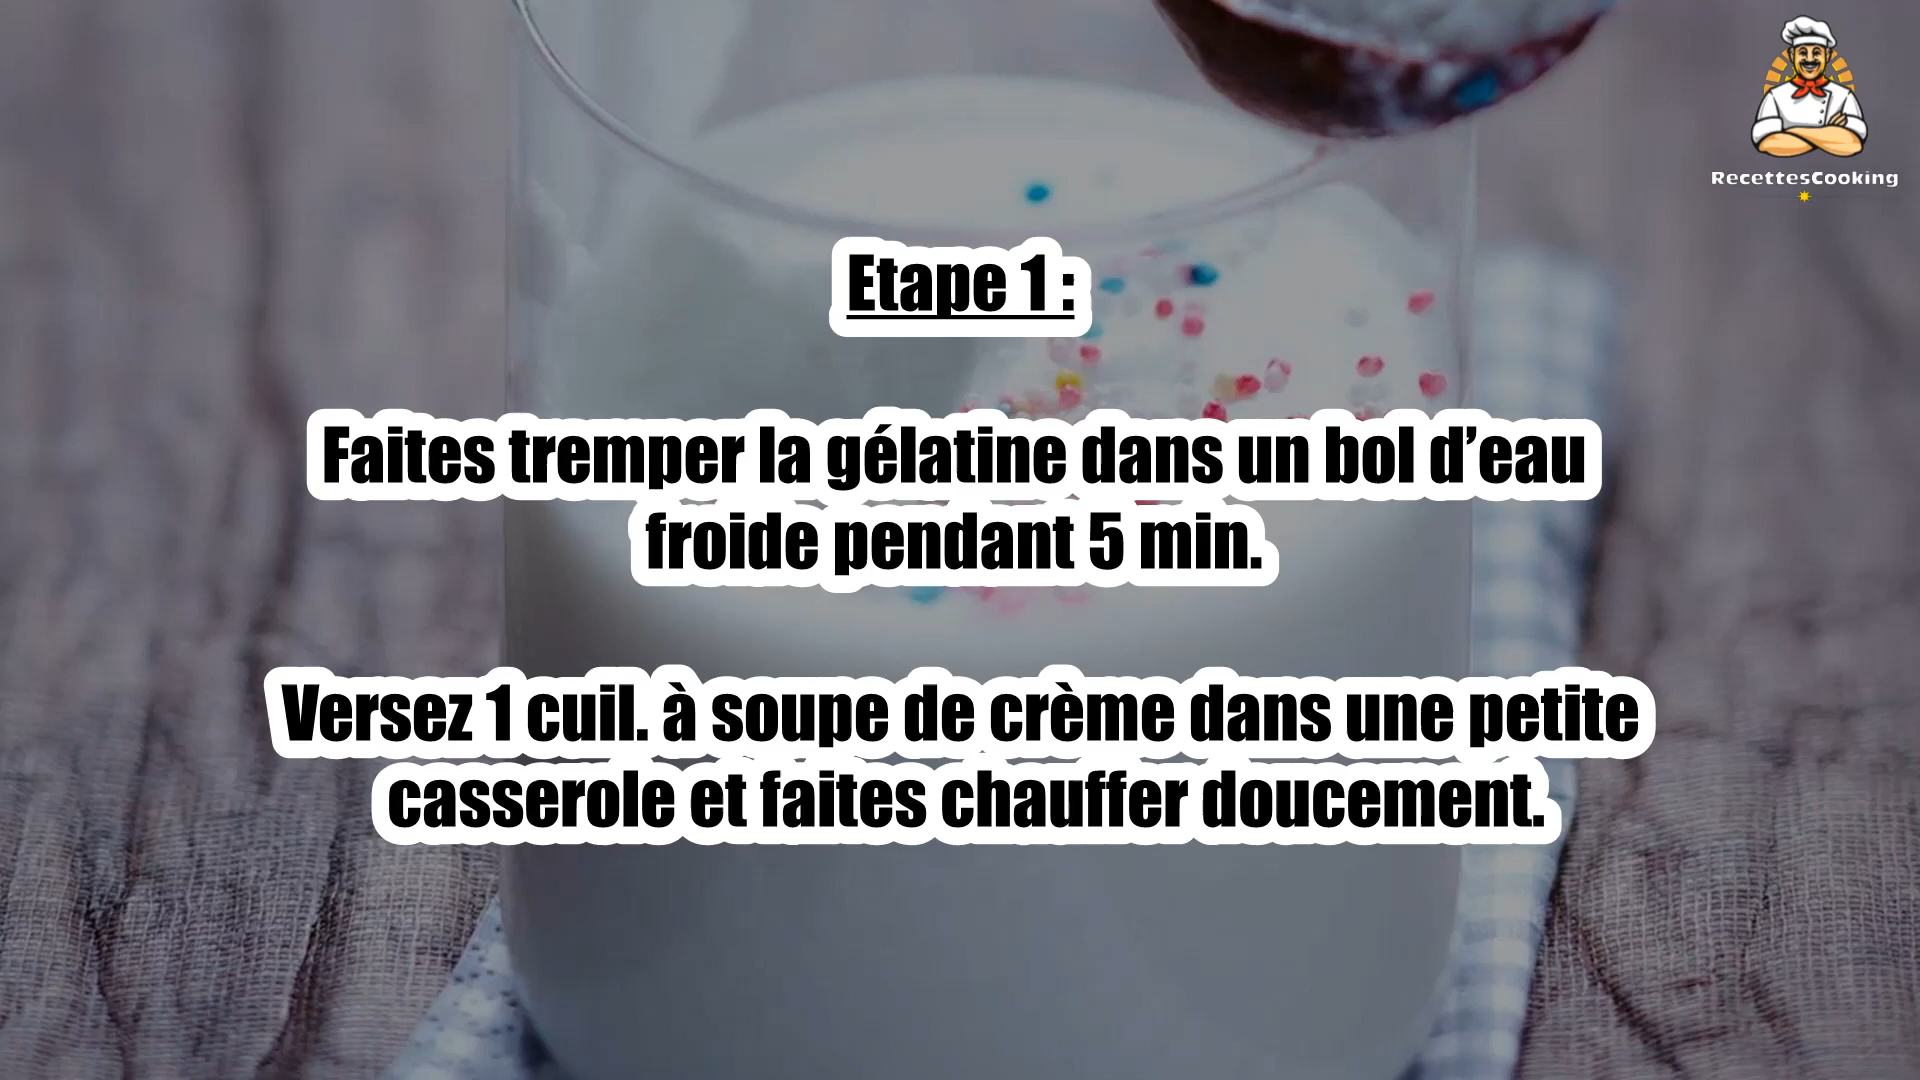 RecettesCooking
Etape 1 :
Faites tremper la gélatine dans un bol d’eau
froide pendant 5 min.
Versez 1 cuil. à soupe de crème dans une petite
casserole et faites chauffer doucement.